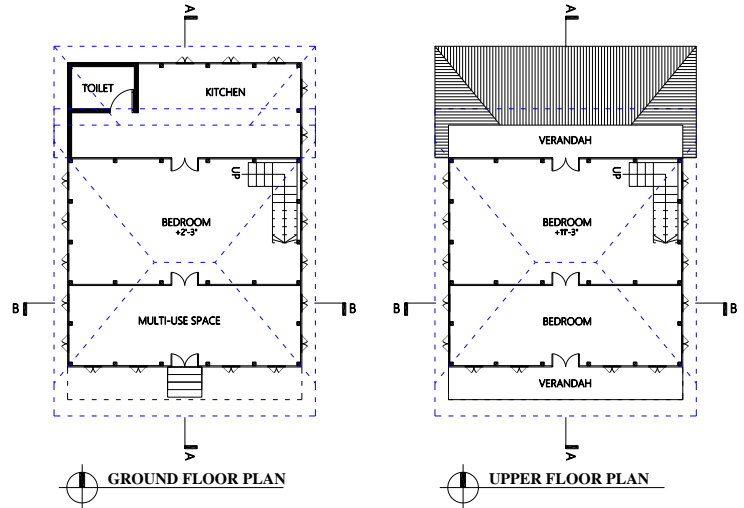 A
TOILET
KITCHEN
UP
BEDROOM
+2'-3"
B
B
MULTI-USE SPACE
A
GROUND FLOOR PLAN
A
VERANDAH
UP
BEDROOM
+11'-3"
B
B
BEDROOM
VERANDAH
A
UPPER FLOOR PLAN